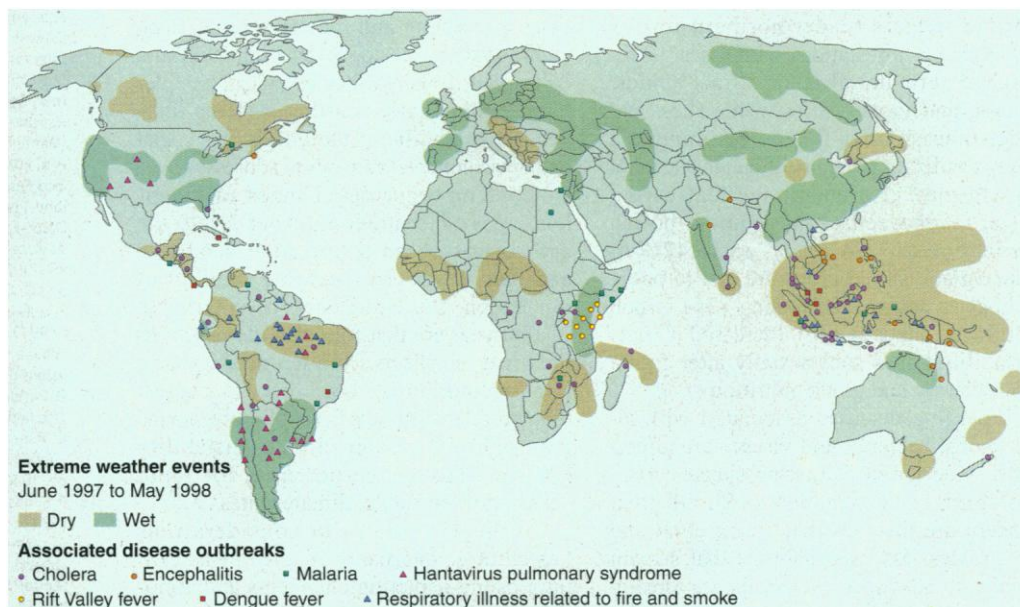 Extreme weather events
June 1997 to May 1998
Dry Wet
Associated disease outbreaks
Cholera Encephalitis Malaria Hantavirus pulmonary syndrome
Rift Valley fever Dengue fever Respiratory illness related to fire and smoke